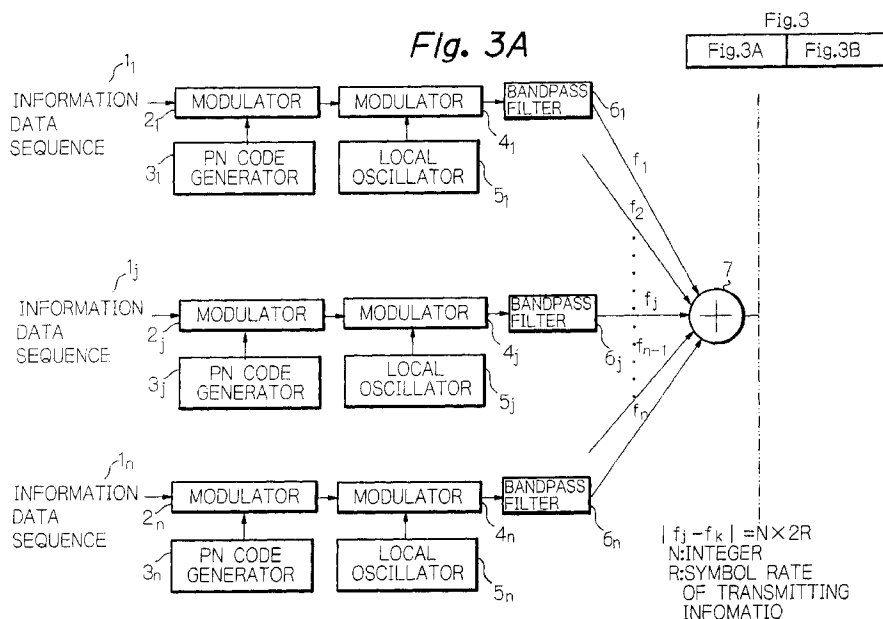 Fig. 3A
Fig.3
Fig.3A Fig.3B
1₁
INFORMATION
DATA
SEQUENCE
MODULATOR
2₁
PN CODE
GENERATOR
3₁
MODULATOR
4₁
LOCAL
OSCILLATOR
5₁
BANDPASS
FILTER
6₁
f₁
f₂
1j
INFORMATION
DATA
SEQUENCE
MODULATOR
2j
PN CODE
GENERATOR
3j
MODULATOR
4j
LOCAL
OSCILLATOR
5j
BANDPASS
FILTER
6j
fj
7
fn-1
fn
1n
INFORMATION
DATA
SEQUENCE
MODULATOR
2n
PN CODE
GENERATOR
3n
MODULATOR
4n
LOCAL
OSCILLATOR
5n
BANDPASS
FILTER
6n
|fj-fk|=N×2R
N:INTEGER
R:SYMBOL RATE
OF TRANSMITTING
INFOMATIO